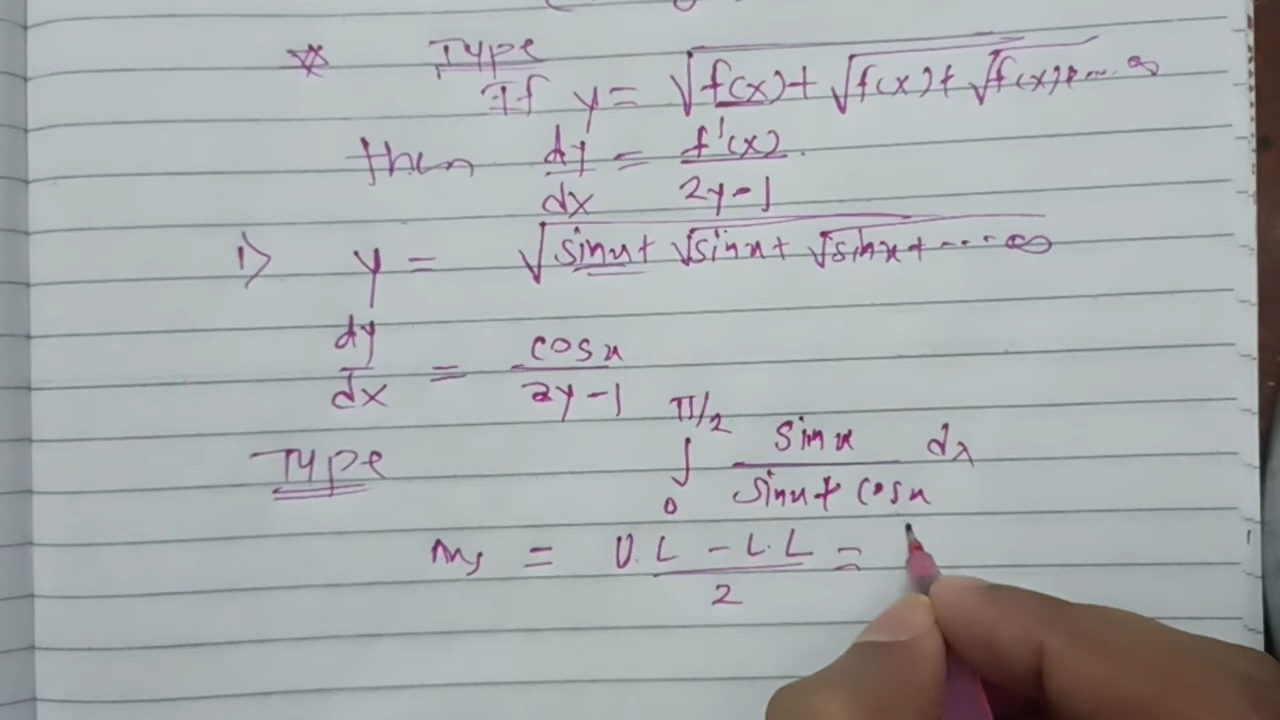 ☆ Type
If y = √f(x)+ √f(x)+ √f(x)+....∞
then dy/dx = f'(x)/2y-1
1) y = √sinx+ √sinx+ √sinx+....∞
dy/dx = cosx/2y-1
Type ∫₀^π/2 sinx/sinx+cosx dx
Ans = U.L - L.L/2 =